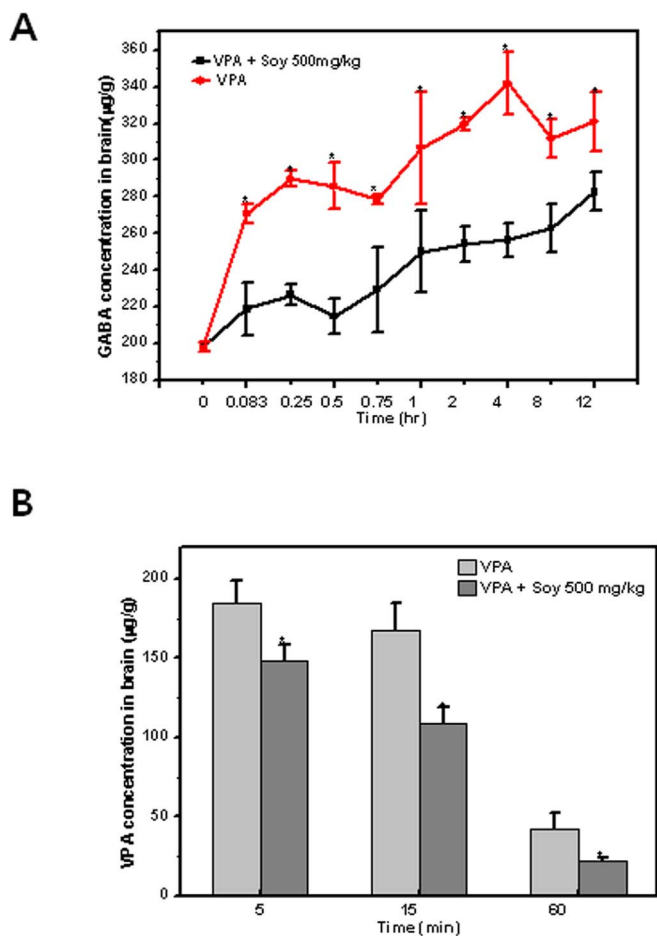 A
GABA concentration in brain(µg/g)
360
340
320
300
280
260
240
220
200
180
VPA + Soy 500mg/kg
VPA
* * * * * * * * *
0 0.083 0.25 0.5 0.75 1 2 4 8 12
Time (hr)
B
VPA concentration in brain (µg/g)
200
150
100
50
0
VPA
VPA + Soy 500 mg/kg
* * *
5 15 60
Time (min)